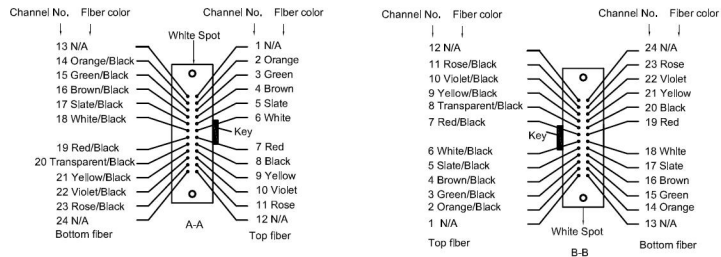 Channel No. Fiber color
Channel No. Fiber color
White Spot
13 N/A
14 Orange/Black
15 Green/Black
16 Brown/Black
17 Slate/Black
18 White/Black
19 Red/Black
20 Transparent/Black
21 Yellow/Black
22 Violet/Black
23 Rose/Black
24 N/A
Bottom fiber
1 N/A
2 Orange
3 Green
4 Brown
5 Slate
6 White
Key
7 Red
8 Black
9 Yellow
10 Violet
11 Rose
12 N/A
Top fiber
A-A
Channel No. Fiber color
Channel No. Fiber color
12 N/A
11 Rose/Black
10 Violet/Black
9 Yellow/Black
8 Transparent/Black
7 Red/Black
Key
6 White/Black
5 Slate/Black
4 Brown/Black
3 Green/Black
2 Orange/Black
1 N/A
Top fiber
24 N/A
23 Rose
22 Violet
21 Yellow
20 Black
19 Red
18 White
17 Slate
16 Brown
15 Green
14 Orange
13 N/A
Bottom fiber
White Spot
B-B